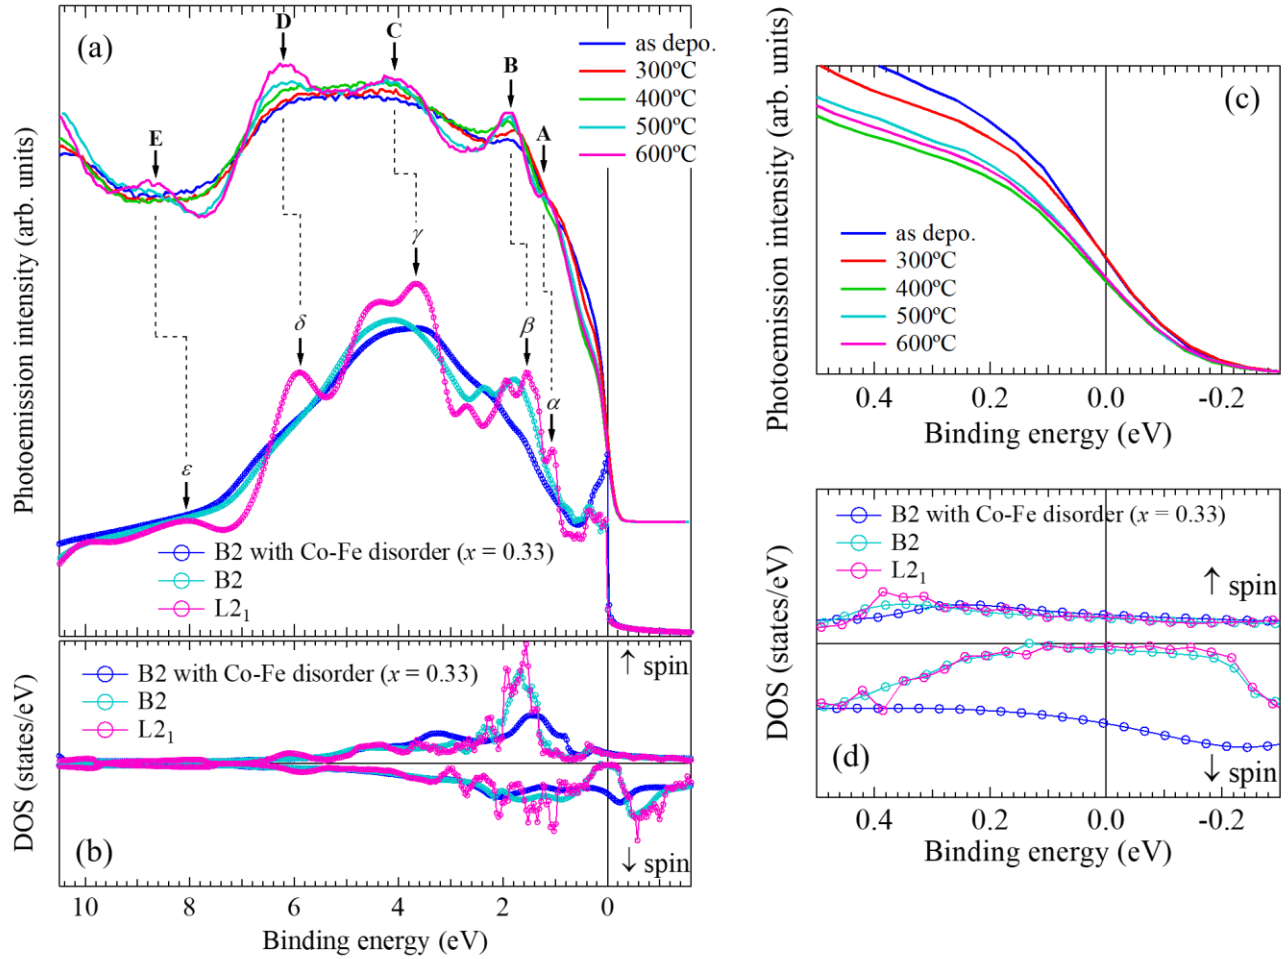 (a)
Photoemission intensity (arb. units)
D
C
B
A
E
as depo.
300ºC
400ºC
500ºC
600ºC
γ
δ
β
α
ε
B2 with Co-Fe disorder (x = 0.33)
B2
L2₁
B2 with Co-Fe disorder (x = 0.33)
B2
L2₁
↑ spin
↓ spin
(b)
DOS (states/eV)
10 8 6 4 2 0
Binding energy (eV)
(c)
Photoemission intensity (arb. units)
as depo.
300ºC
400ºC
500ºC
600ºC
0.4 0.2 0.0 -0.2
Binding energy (eV)
B2 with Co-Fe disorder (x = 0.33)
B2
L2₁
↑ spin
↓ spin
(d)
DOS (states/eV)
0.4 0.2 0.0 -0.2
Binding energy (eV)